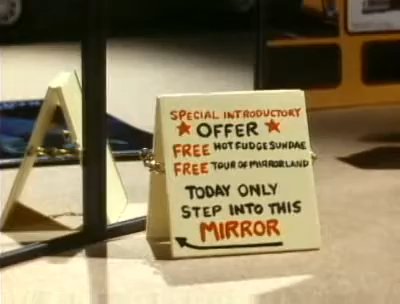 SPECIAL INTRODUCTORY
★ OFFER ★
FREE HOT FUDGE SUNDAE
FREE TOUR OF MIRRORLAND
TODAY ONLY
STEP INTO THIS
MIRROR